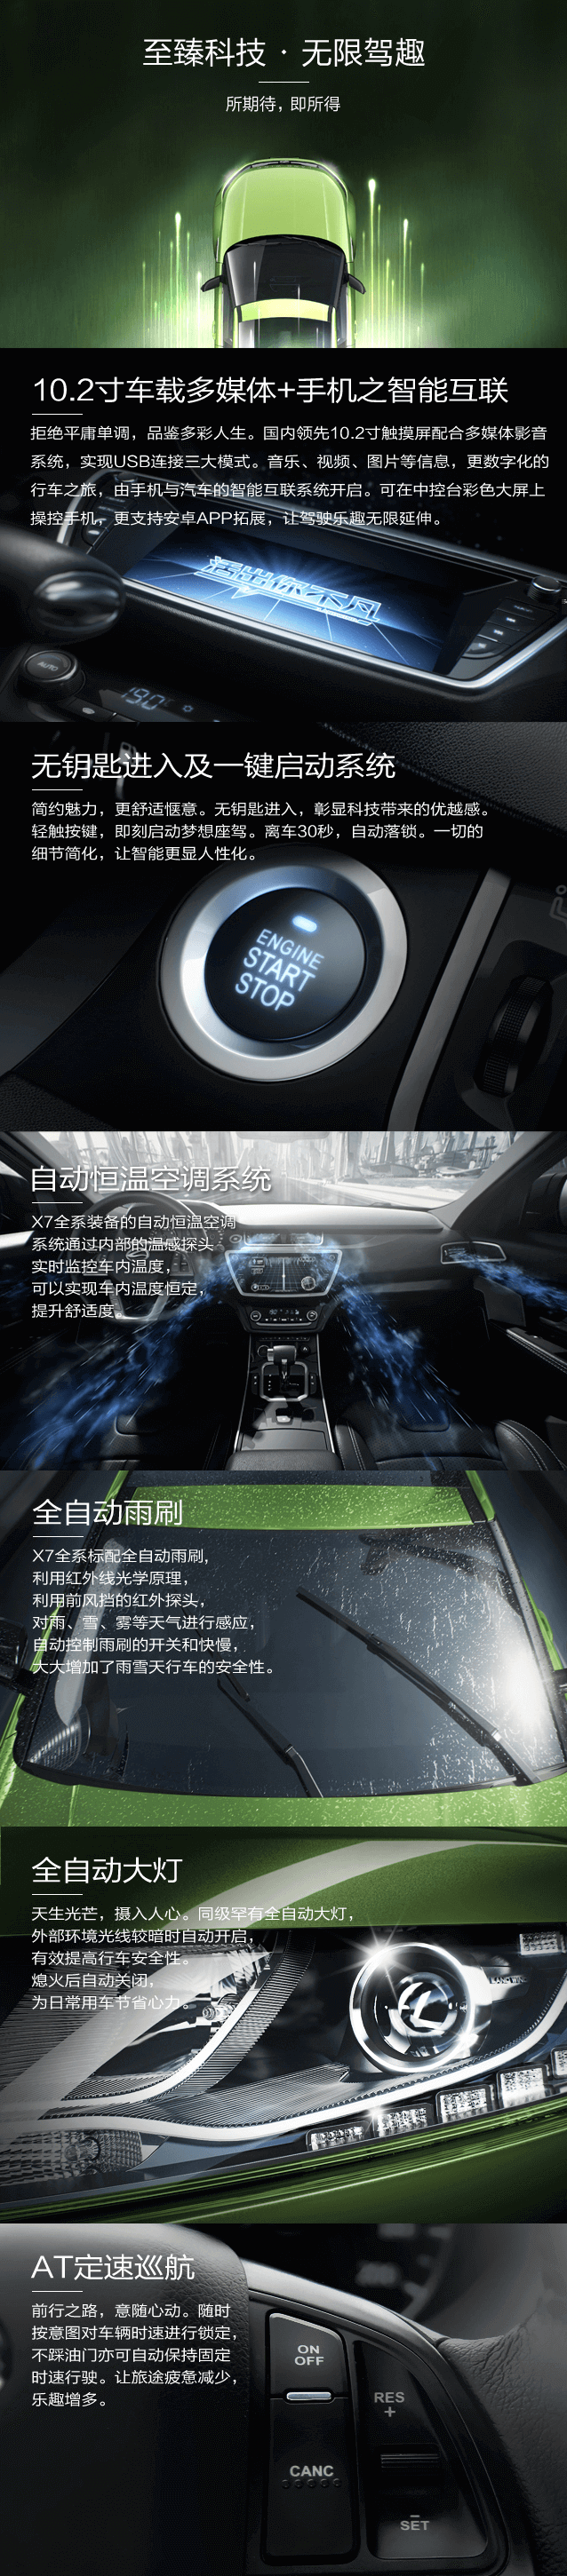 至臻科技 · 无限驾趣
所期待, 即所得
10.2寸车载多媒体+手机之智能互联
拒绝平庸单调，品鉴多彩人生。国内领先10.2寸触摸屏配合多媒体影音
系统，实现USB连接三大模式。音乐、视频、图片等信息，更数字化的
行车之旅，由手机与汽车的智能互联系统开启。可在中控台彩色大屏上
操控手机，更支持安卓APP拓展，让驾驶乐趣无限延伸。
活出你不凡
AUTO
19.0℃
无钥匙进入及一键启动系统
简约魅力，更舒适惬意。无钥匙进入，彰显科技带来的优越感。
轻触按键，即刻启动梦想座驾。离车30秒，自动落锁。一切的
细节简化，让智能更显人性化。
ENGINE
START
STOP
自动恒温空调系统
X7全系装备的自动恒温空调
系统通过内部的温感探头
实时监控车内温度，
可以实现车内温度恒定，
提升舒适度。
全自动雨刷
X7全系标配全自动雨刷，
利用红外线光学原理，
利用前风挡的红外探头，
对雨、雪、雾等天气进行感应，
自动控制雨刷的开关和快慢，
大大增加了雨雪天行车的安全性。
全自动大灯
天生光芒，摄入人心。同级罕有全自动大灯，
外部环境光线较暗时自动开启，
有效提高行车安全性。
熄火后自动关闭，
为日常用车节省心力。
AT定速巡航
前行之路，意随心动。随时
按意图对车辆时速进行锁定，
不踩油门亦可自动保持固定
时速行驶。让旅途疲惫减少，
乐趣增多。
ON
OFF
RES
+
CANC
−
SET